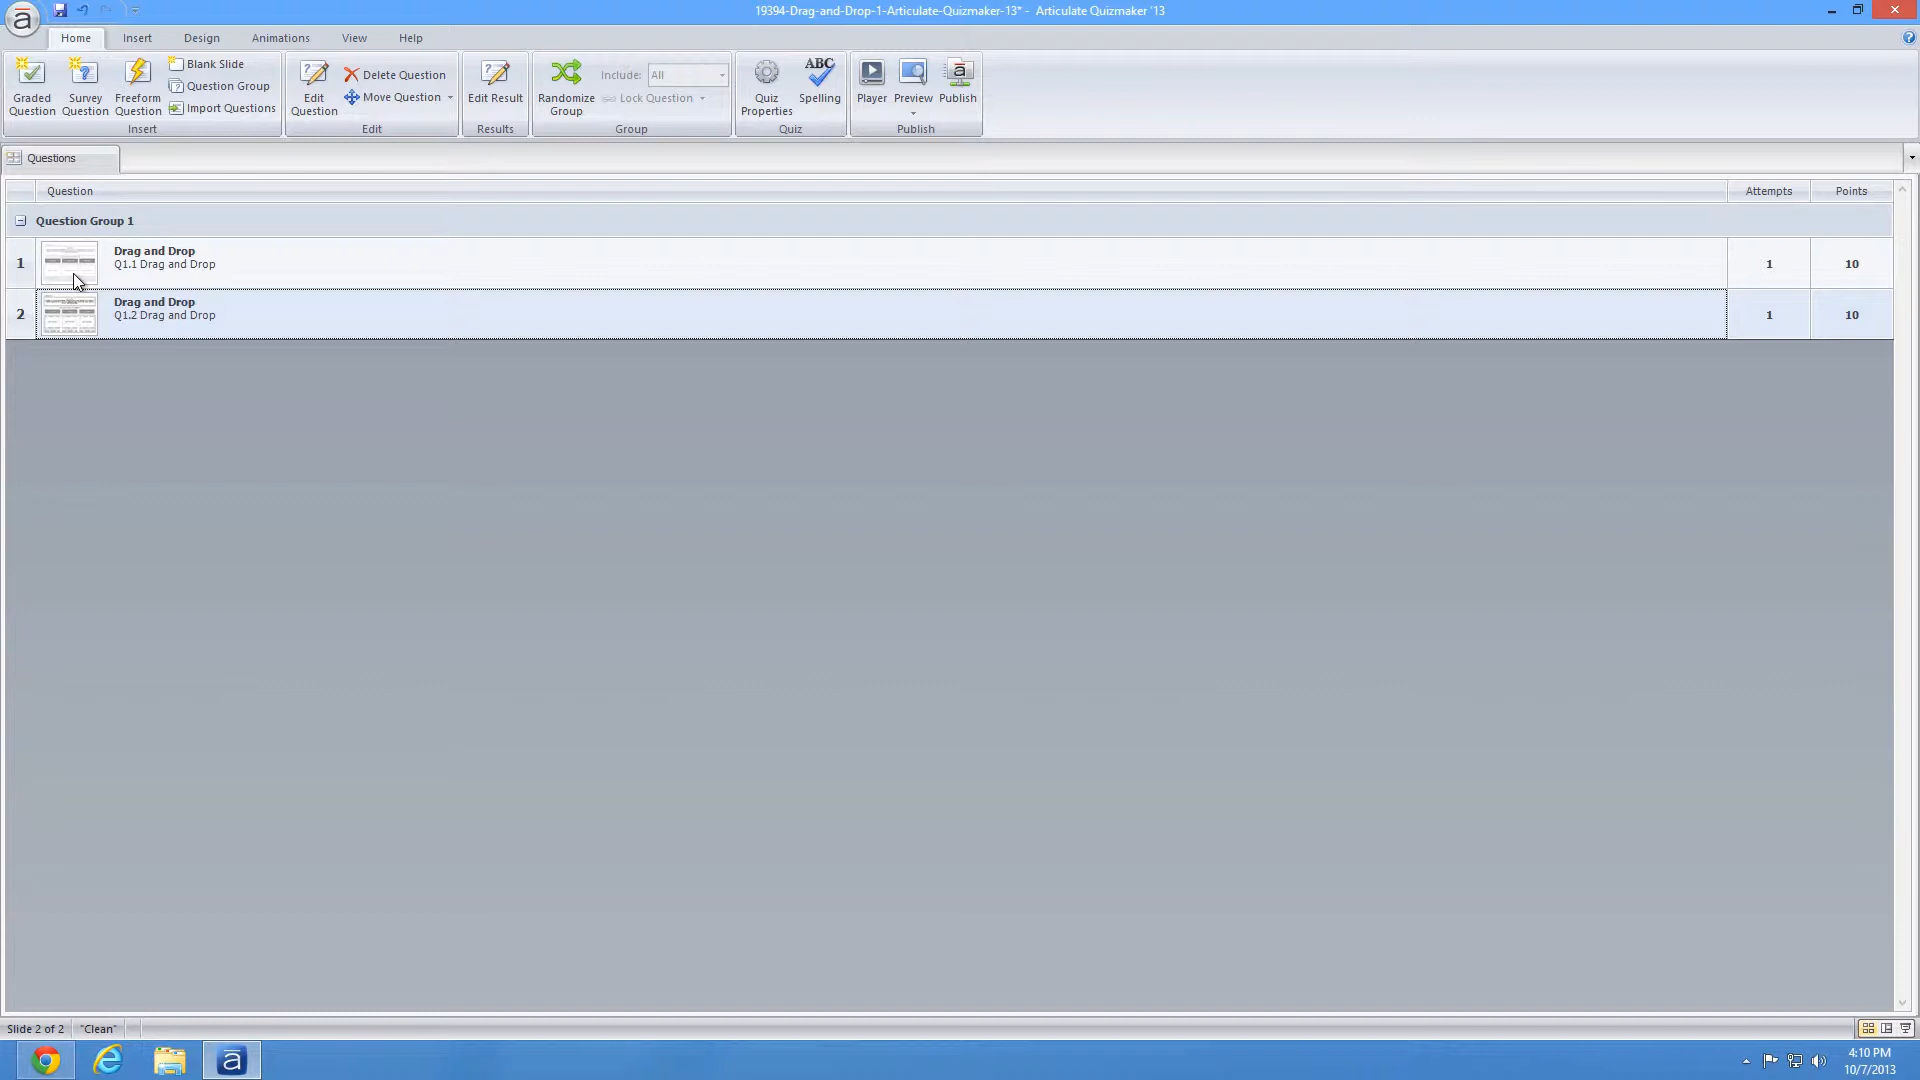 19394-Drag-and-Drop-1-Articulate-Quizmaker-13* - Articulate Quizmaker '13
Home Insert Design Animations View Help
Graded Question
Survey Question
Freeform Question
Blank Slide
Question Group
Import Questions
Insert
Edit Question
Delete Question
Move Question
Edit
Edit Result
Results
Randomize Group
Include: All
Lock Question
Group
Quiz Properties
ABC
Spelling
Quiz
Player
Preview
Publish
Publish
Questions
Question Attempts Points
Question Group 1
1 Drag and Drop 1 10
Q1.1 Drag and Drop
2 Drag and Drop 1 10
Q1.2 Drag and Drop
Slide 2 of 2 "Clean"
4:10 PM
10/7/2013